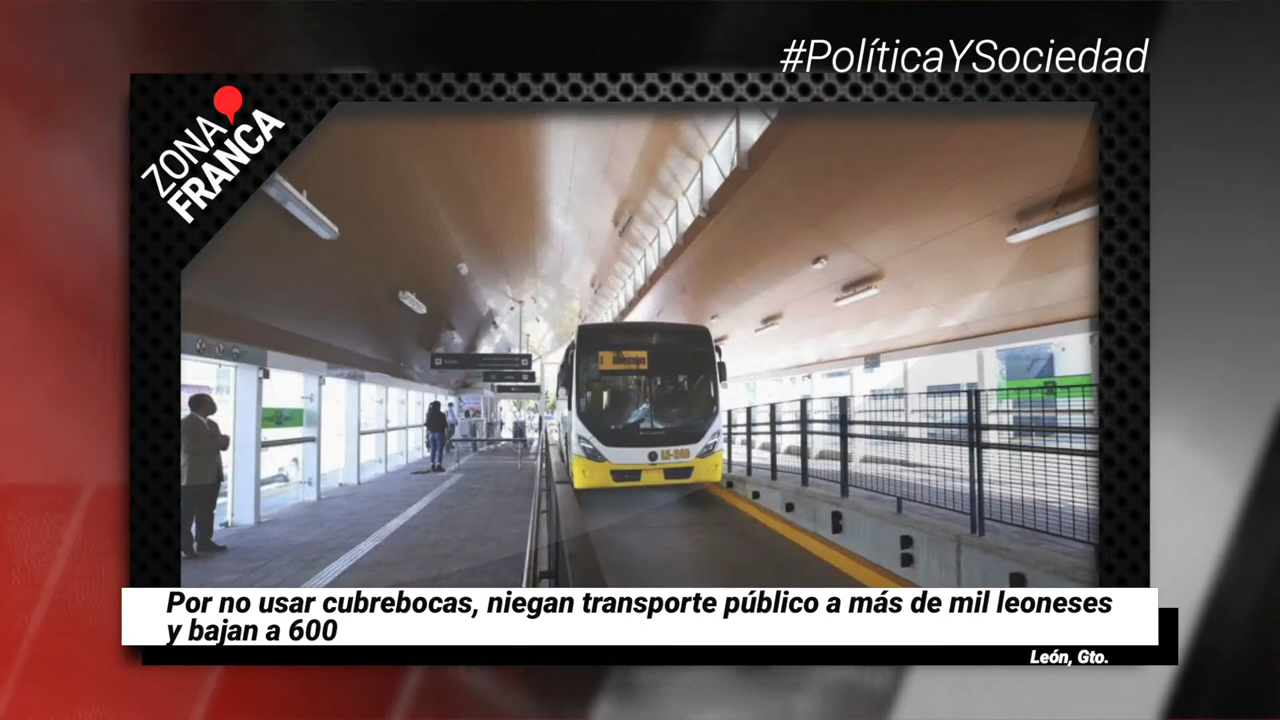 #PolíticaYSociedad
ZONA
FRANCA
Por no usar cubrebocas, niegan transporte público a más de mil leoneses
y bajan a 600
León, Gto.